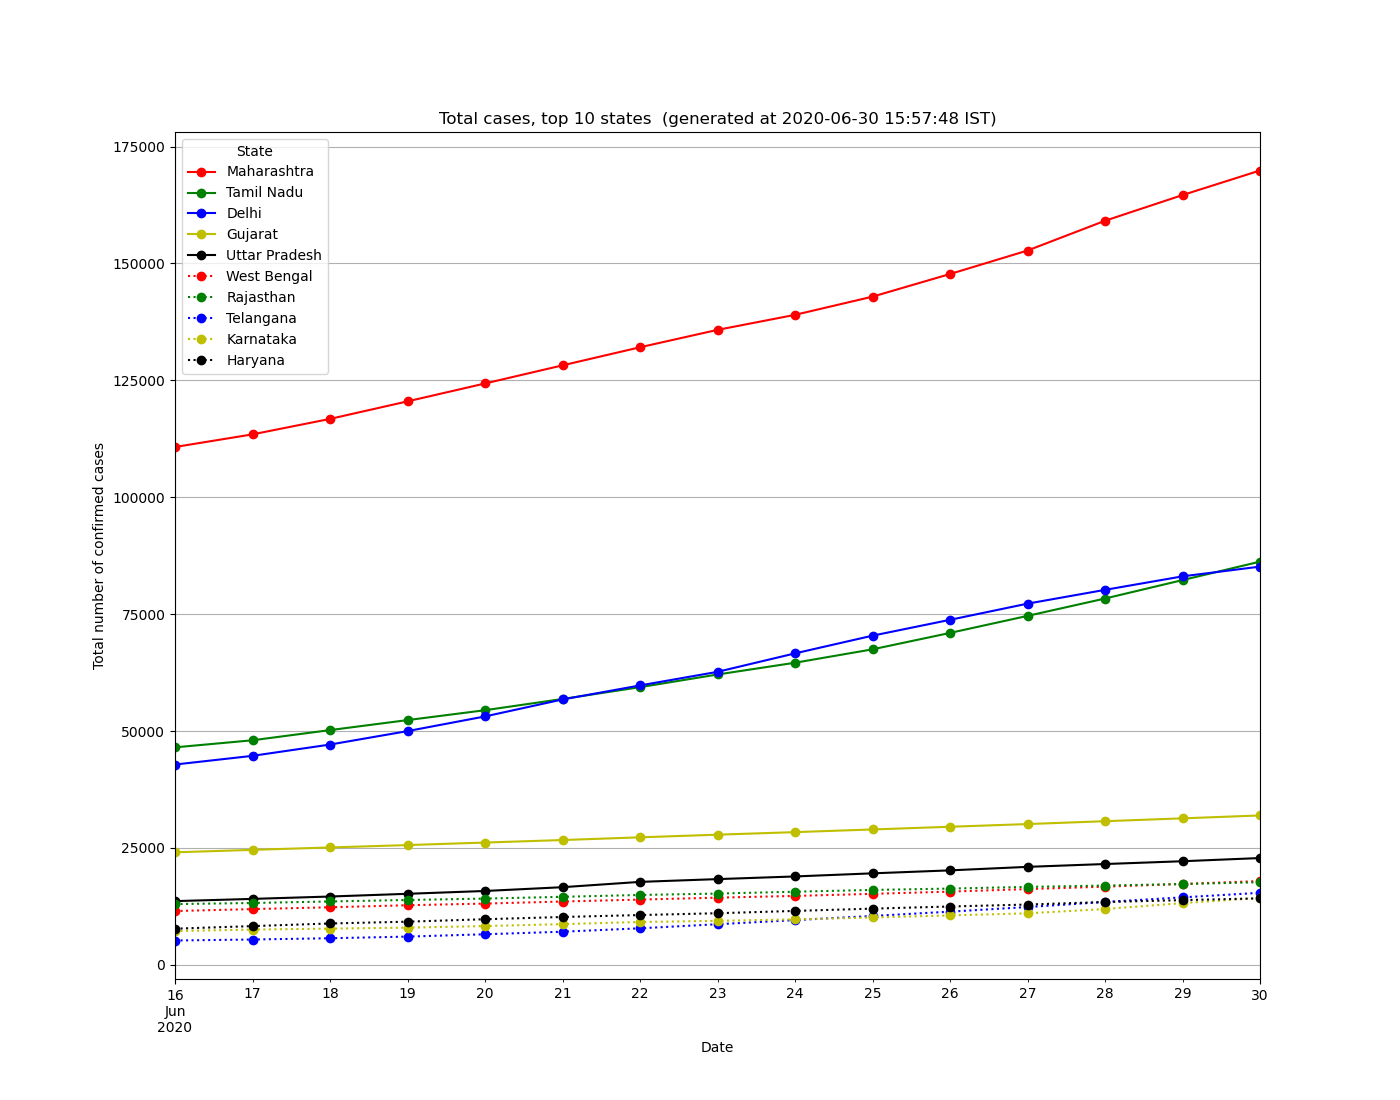 Total cases, top 10 states  (generated at 2020-06-30 15:57:48 IST)
State
Maharashtra
Tamil Nadu
Delhi
Gujarat
Uttar Pradesh
West Bengal
Rajasthan
Telangana
Karnataka
Haryana
Total number of confirmed cases
175000
150000
125000
100000
75000
50000
25000
0
16 17 18 19 20 21 22 23 24 25 26 27 28 29 30
Jun
2020
Date